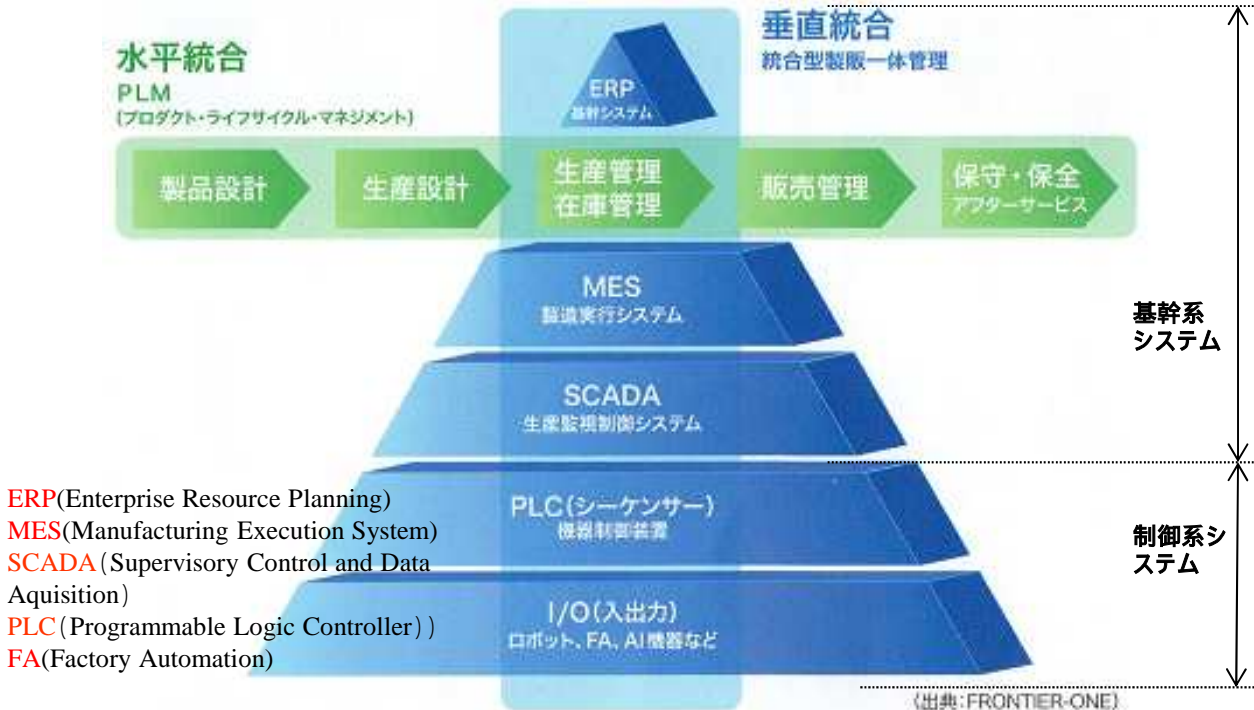 水平統合
PLM
(プロダクト・ライフサイクル・マネジメント)
垂直統合
統合型製販一体管理
ERP
基幹システム
製品設計
生産設計
生産管理
在庫管理
販売管理
保守・保全
アフターサービス
MES
製造実行システム
SCADA
生産監視制御システム
PLC(シーケンサー)
機器制御装置
I/O(入出力)
ロボット、FA、AI機器など
基幹系
システム
制御系シ
ステム
ERP(Enterprise Resource Planning)
MES(Manufacturing Execution System)
SCADA(Supervisory Control and Data
Aquisition)
PLC(Programmable Logic Controller))
FA(Factory Automation)
(出典:FRONTIER-ONE)